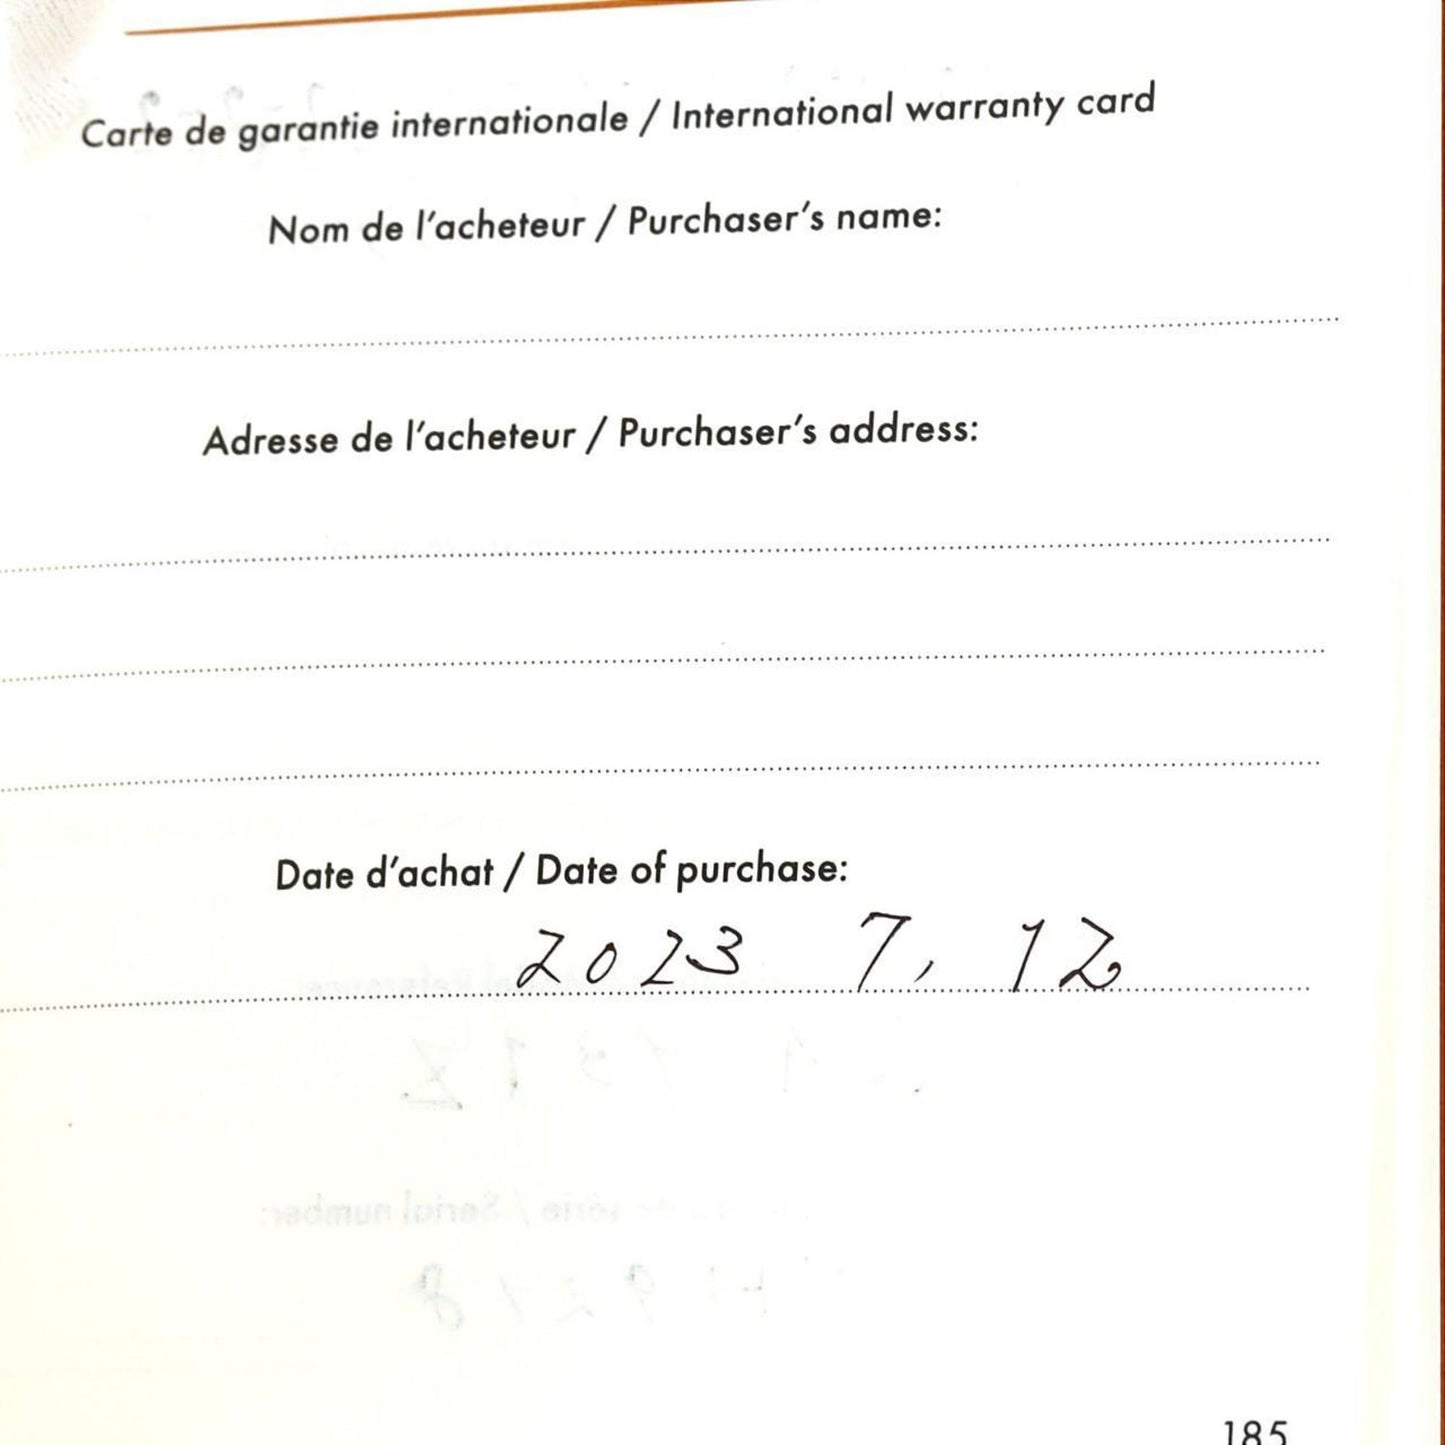 Carte de garantie internationale / International warranty card
Nom de l'acheteur / Purchaser's name:
Adresse de l'acheteur / Purchaser's address:
Date d'achat / Date of purchase:
2023 7, 12
185